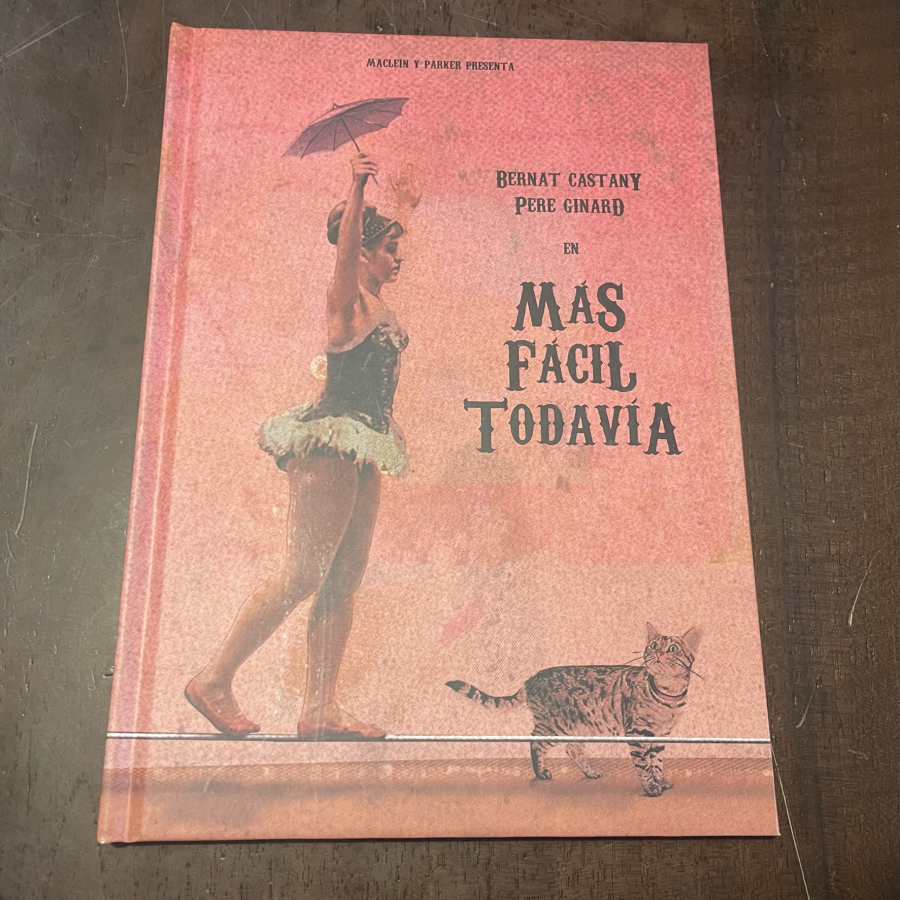 MACLEIN Y PARKER PRESENTA
BERNAT CASTANY
PERE GINARD
EN
MÁS
FÁCIL
TODAVÍA